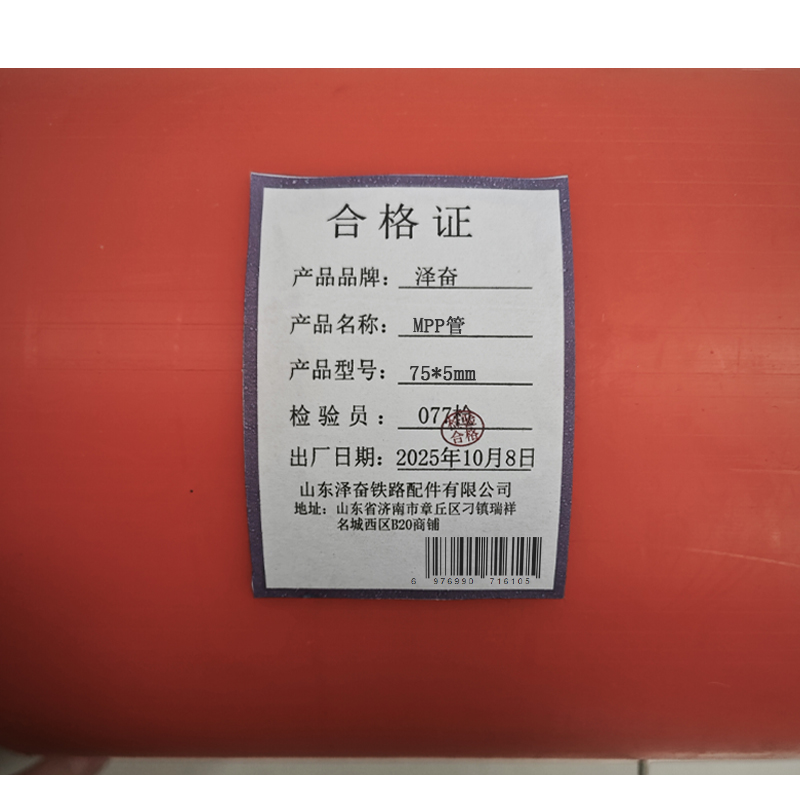 合格证
产品品牌： 泽奋
产品名称： MPP管
产品型号： 75*5mm
检验员： 077检
检验
合格
出厂日期：2025年10月8日
山东泽奋铁路配件有限公司
地址：山东省济南市章丘区刁镇瑞祥
名城西区B20商铺
6 976990 716105